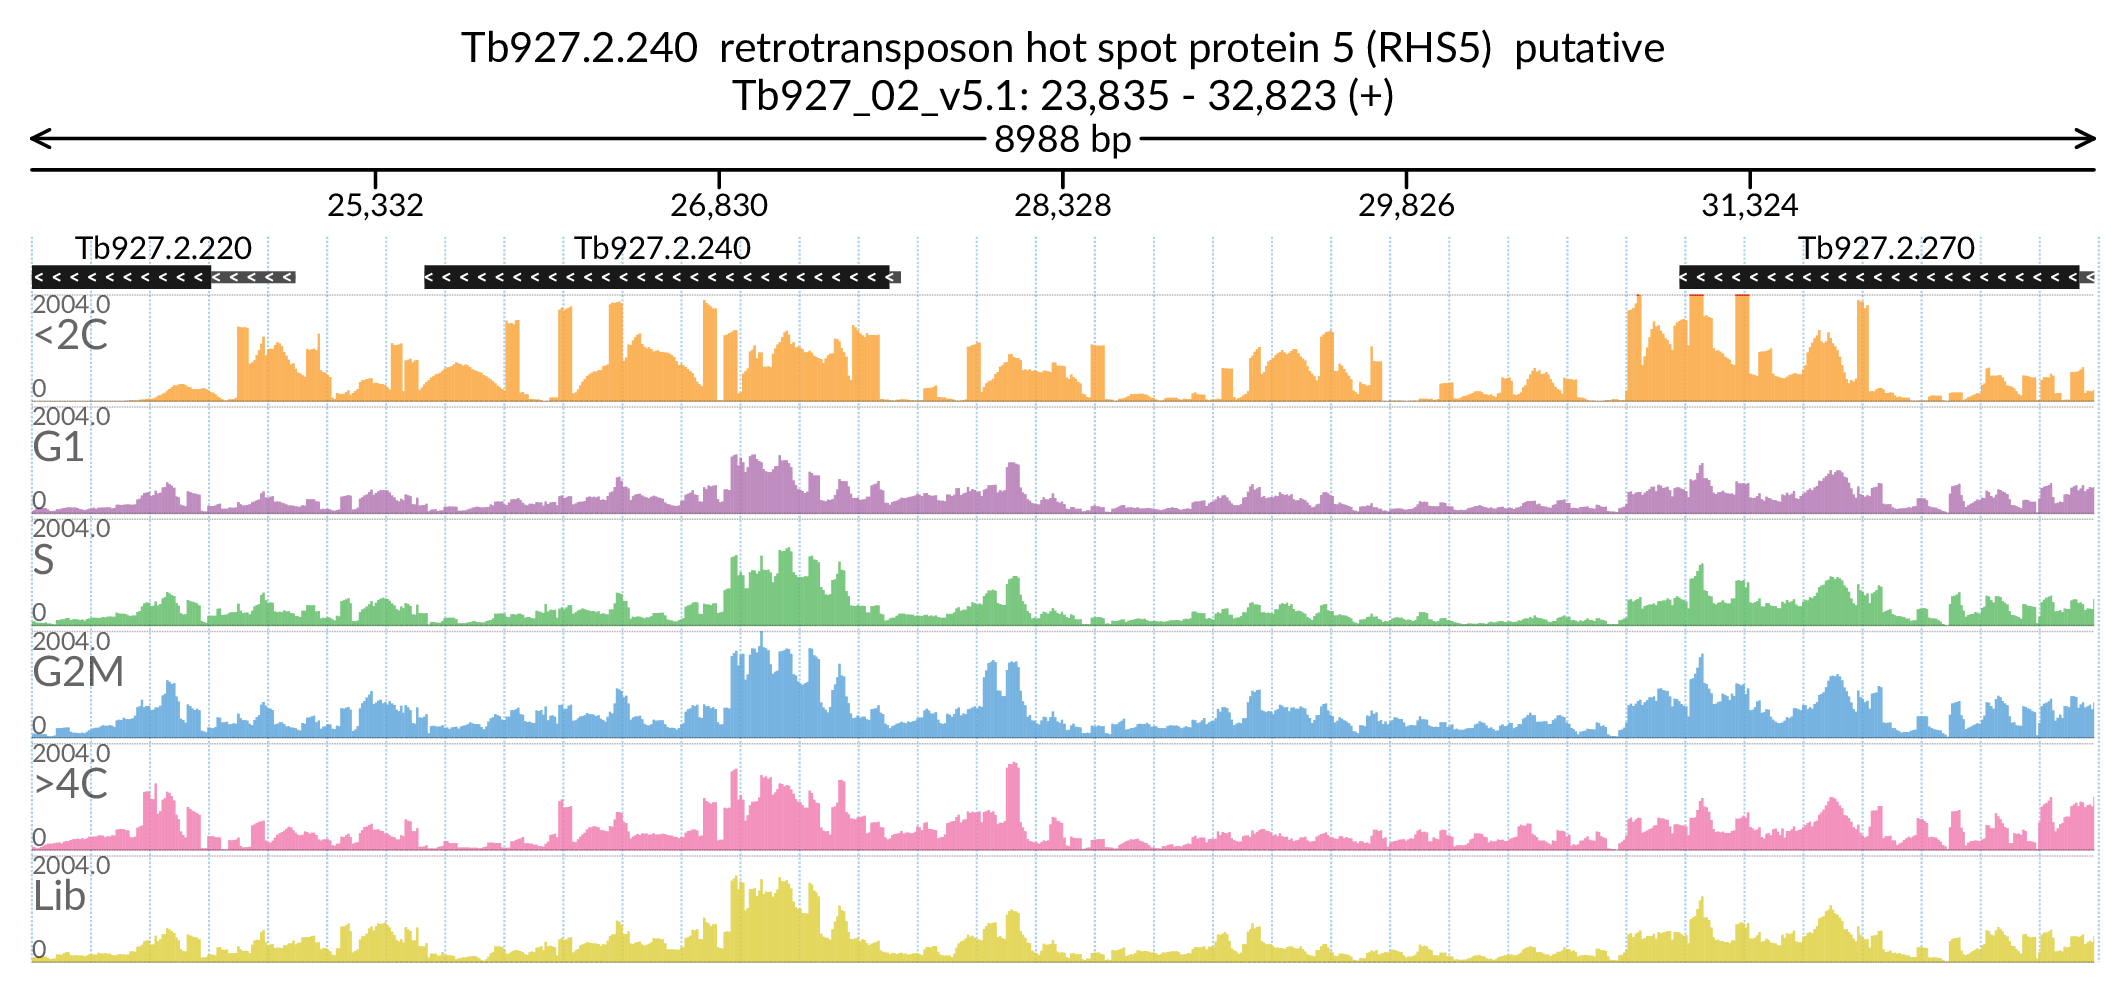 Tb927.2.240 retrotransposon hot spot protein 5 (RHS5) putative
Tb927_02_v5.1: 23,835 - 32,823 (+)
8988 bp
25,332 26,830 28,328 29,826 31,324
Tb927.2.220 Tb927.2.240 Tb927.2.270
2004.0
<2C
0
2004.0
G1
0
2004.0
S
0
2004.0
G2M
0
2004.0
>4C
0
2004.0
Lib
0